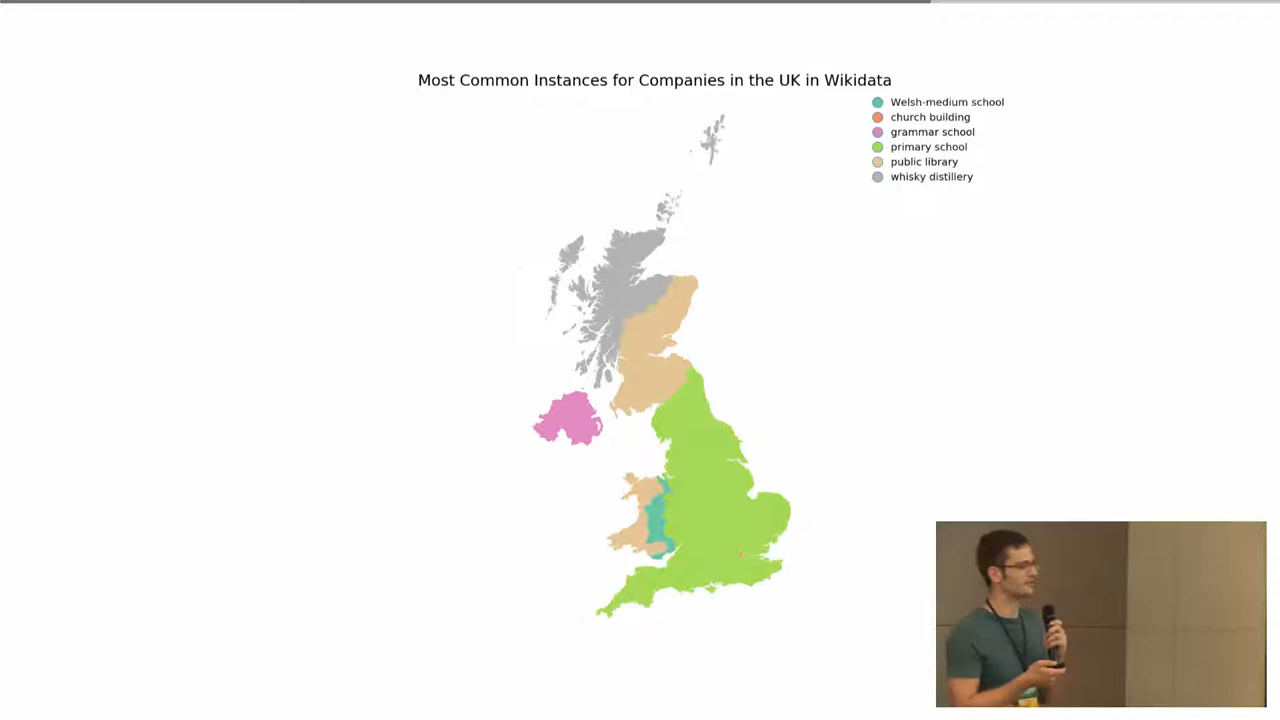 Most Common Instances for Companies in the UK in Wikidata
Welsh-medium school
church building
grammar school
primary school
public library
whisky distillery